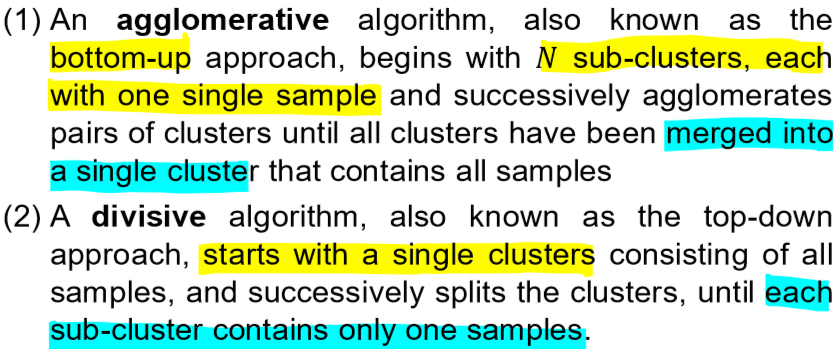 (1) An agglomerative algorithm, also known as the
bottom-up approach, begins with N sub-clusters, each
with one single sample and successively agglomerates
pairs of clusters until all clusters have been merged into
a single cluster that contains all samples
(2) A divisive algorithm, also known as the top-down
approach, starts with a single clusters consisting of all
samples, and successively splits the clusters, until each
sub-cluster contains only one samples.